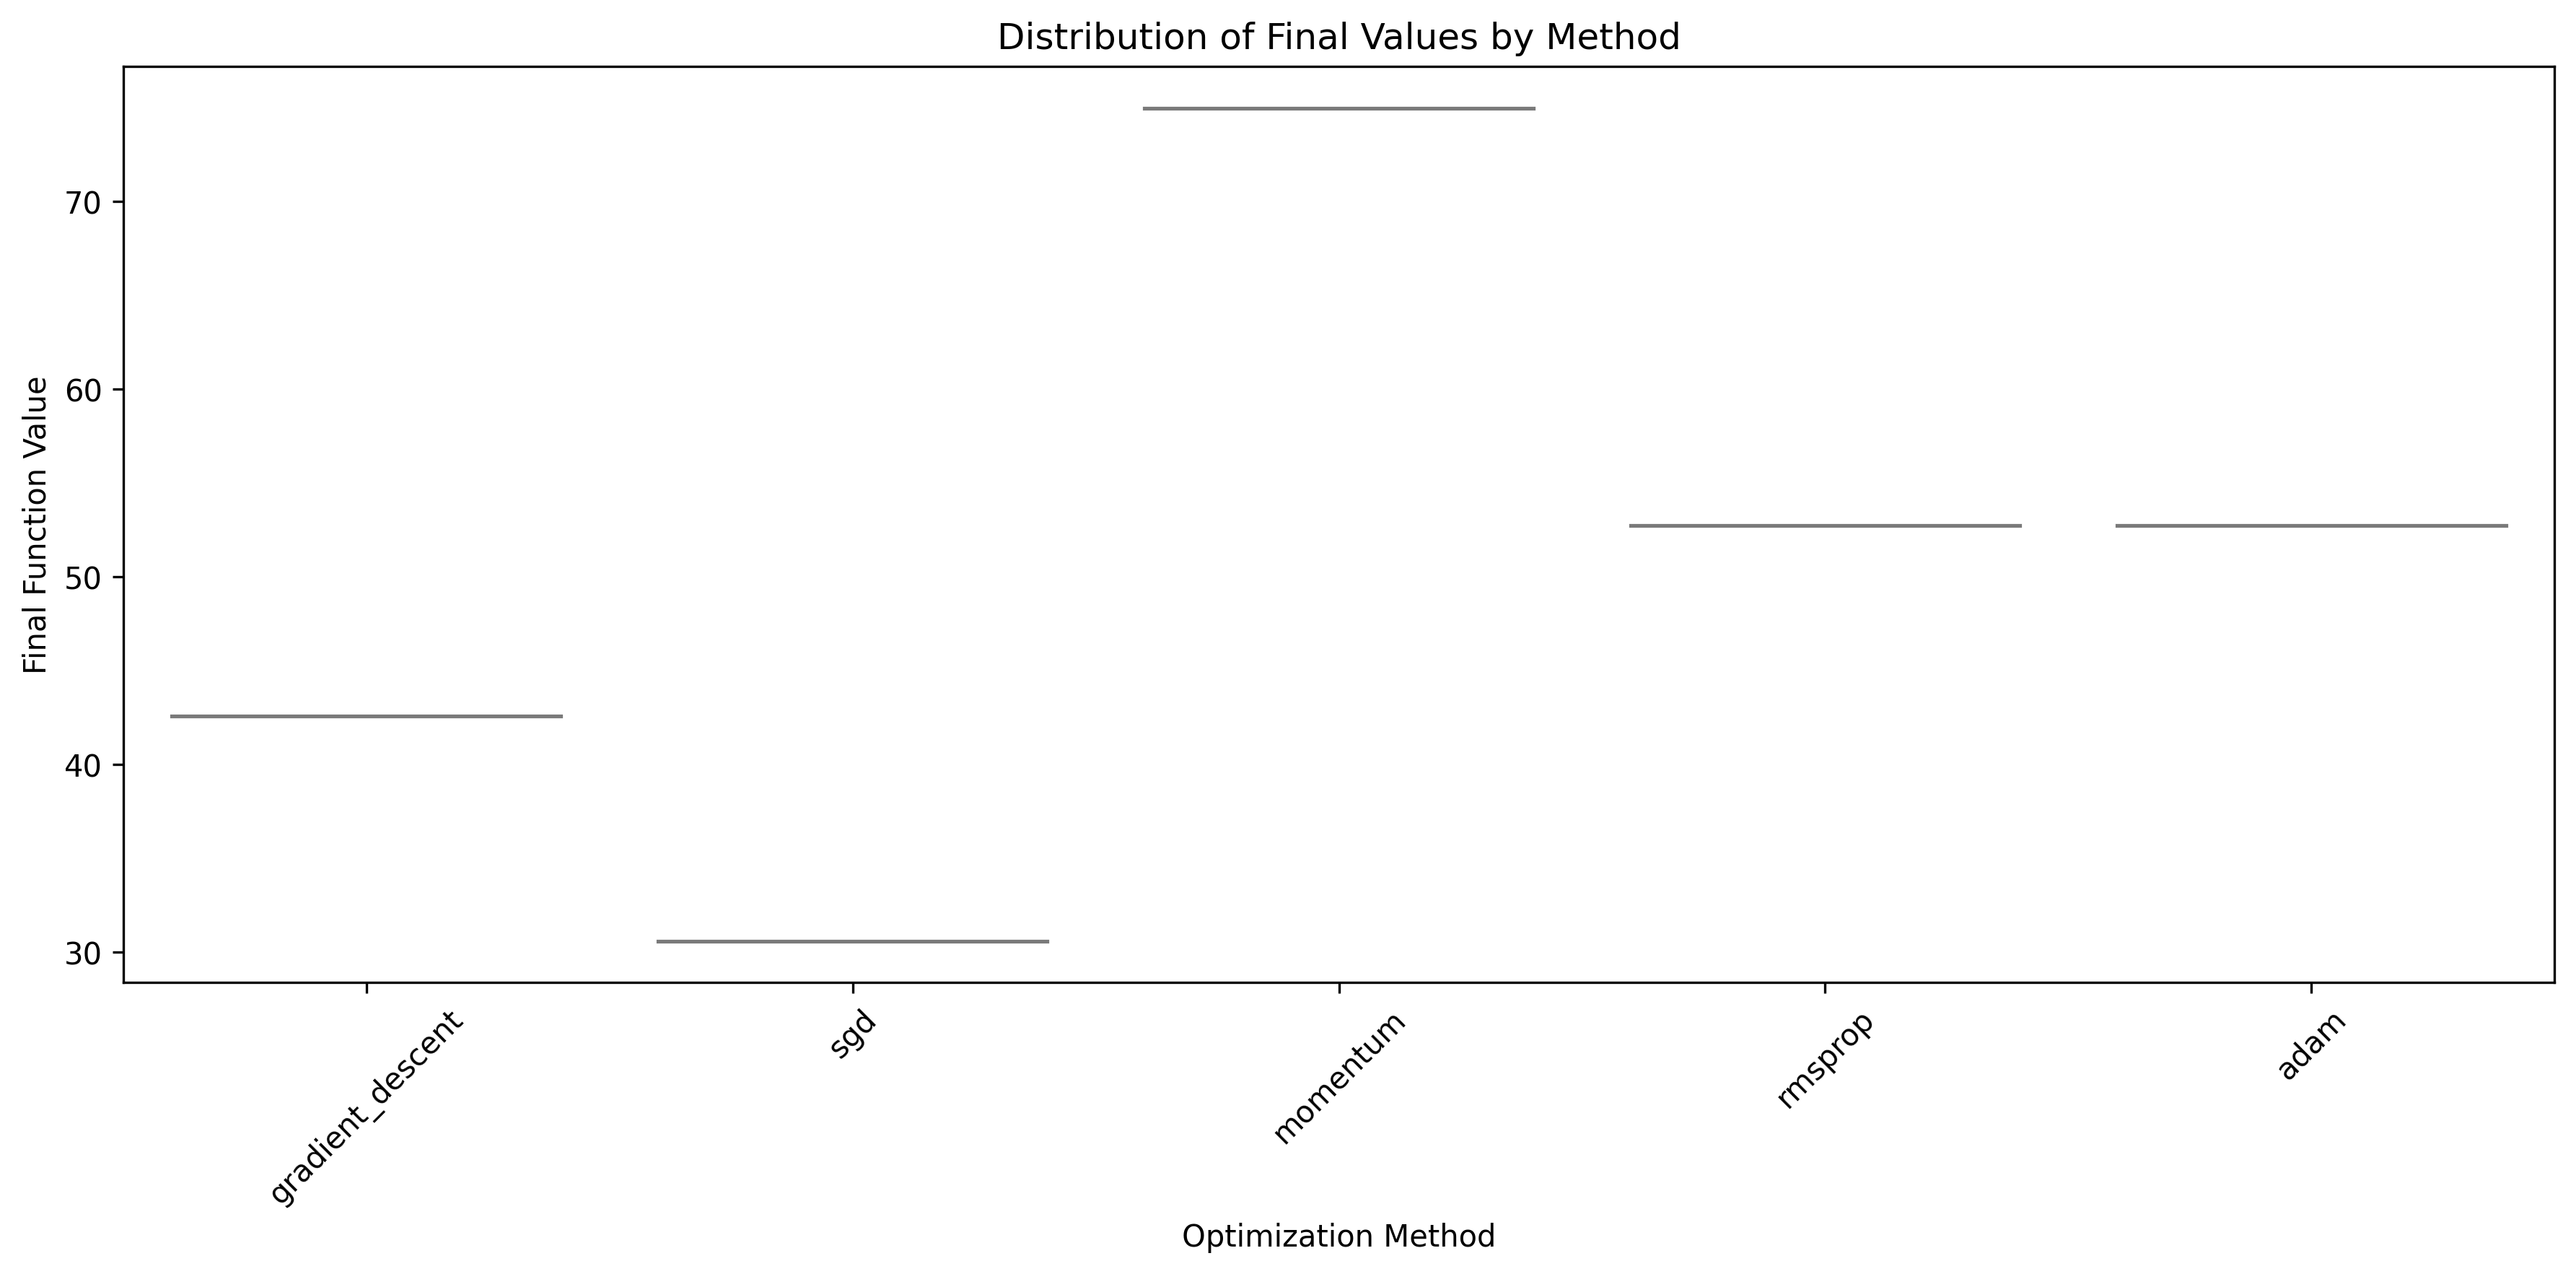 Distribution of Final Values by Method
Final Function Value
70
60
50
40
30
gradient_descent
sgd
momentum
rmsprop
adam
Optimization Method